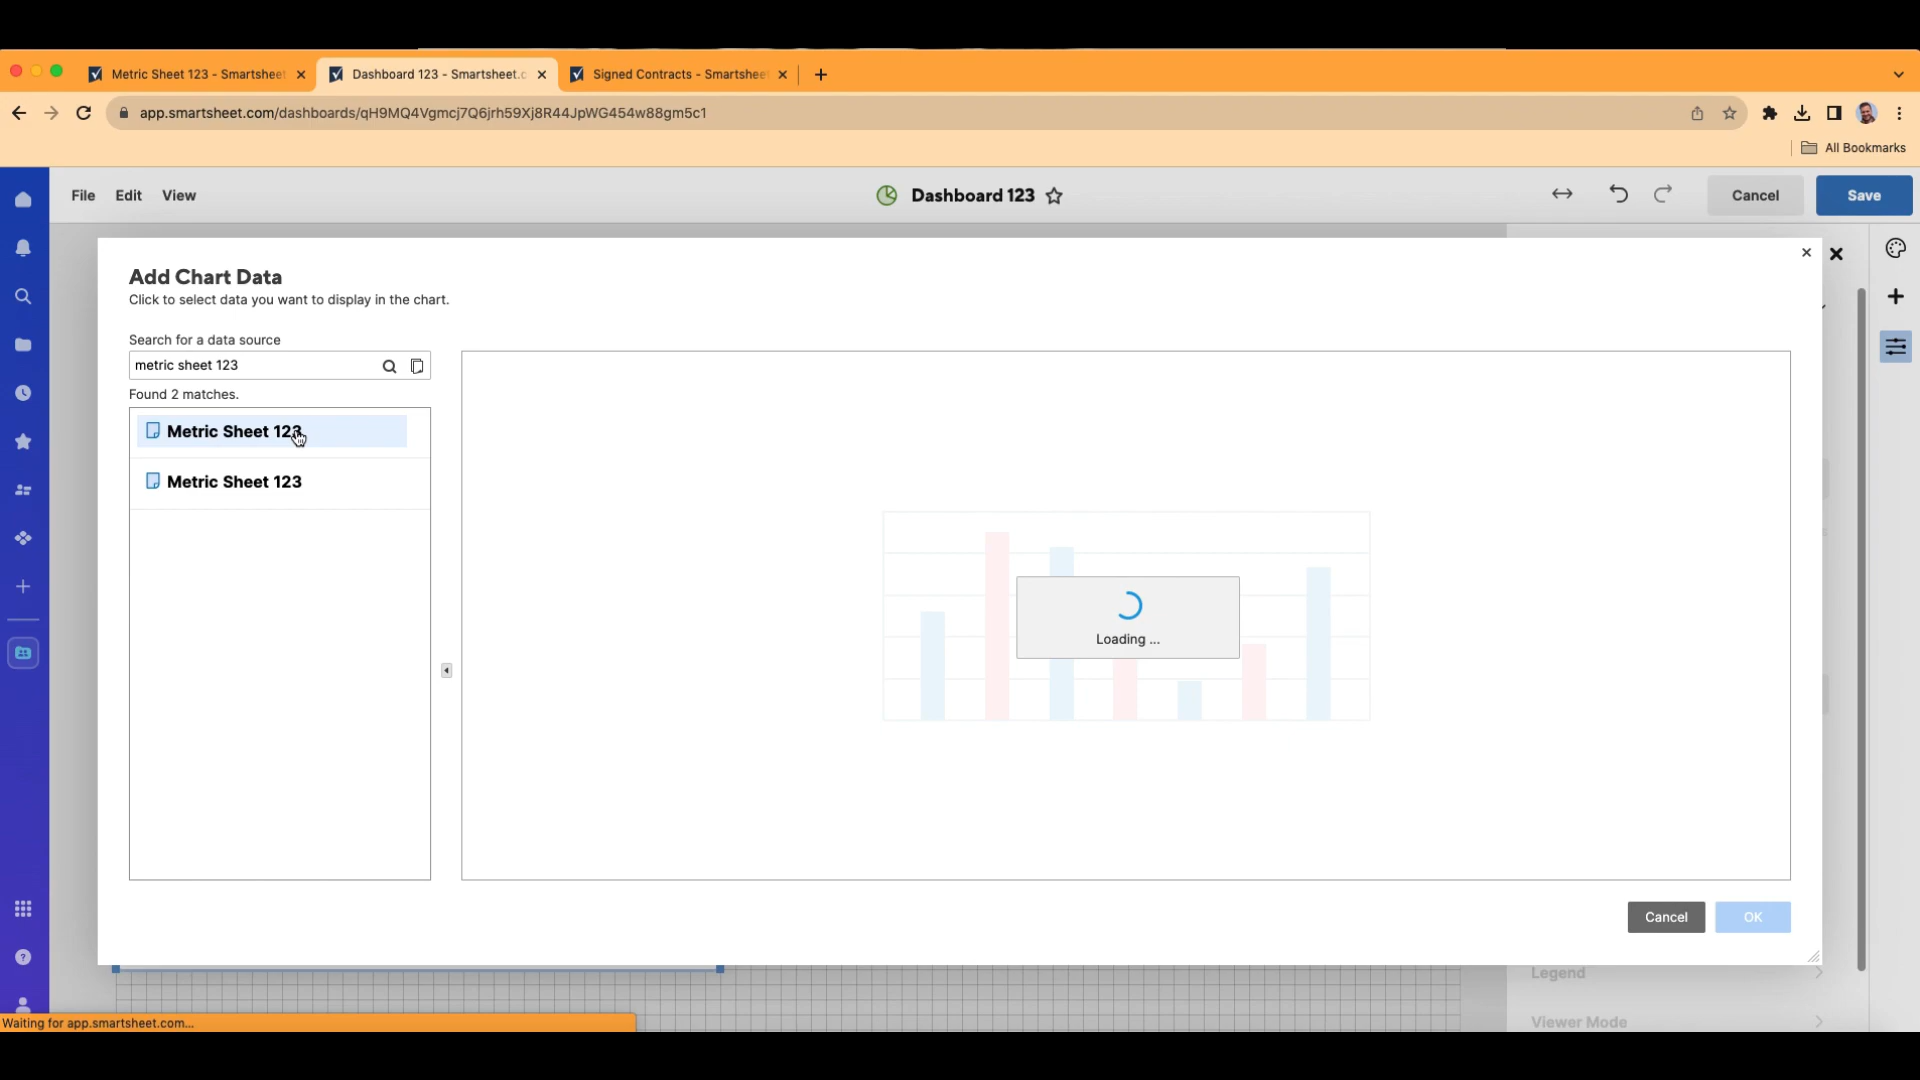 Metric Sheet 123 - Smartsheet
Dashboard 123 - Smartsheet.c
Signed Contracts - Smartsheet
app.smartsheet.com/dashboards/qH9MQ4Vgmcj7Q6jrh59Xj8R44JpWG454w88gm5c1
All Bookmarks
File Edit View
Dashboard 123
Cancel
Save
Add Chart Data
Click to select data you want to display in the chart.
Search for a data source
metric sheet 123
Found 2 matches.
Metric Sheet 123
Metric Sheet 123
Loading ...
Cancel
OK
Legend
Viewer Mode
Waiting for app.smartsheet.com...